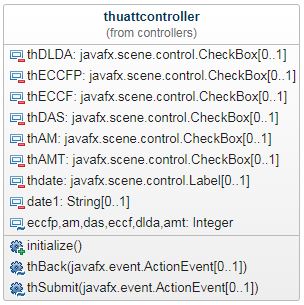 thuattcontroller
(from controllers)
thDLDA: javafx.scene.control.CheckBox[0..1]
thECCFP: javafx.scene.control.CheckBox[0..1]
thECCF: javafx.scene.control.CheckBox[0..1]
thDAS: javafx.scene.control.CheckBox[0..1]
thAM: javafx.scene.control.CheckBox[0..1]
thAMT: javafx.scene.control.CheckBox[0..1]
thdate: javafx.scene.control.Label[0..1]
date1: String[0..1]
eccfp,am,das,eccf,dlda,amt: Integer
initialize()
thBack(javafx.event.ActionEvent[0..1])
thSubmit(javafx.event.ActionEvent[0..1])